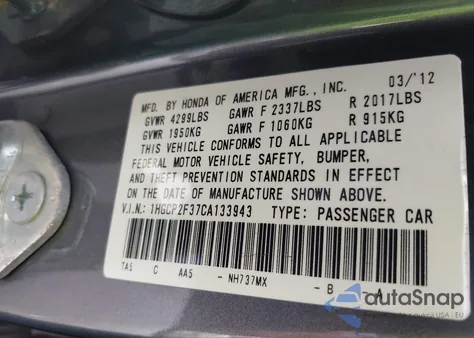 MFD. BY HONDA OF AMERICA MFG., INC. 03/'12
GVWR 4299LBS GAWR F 2337LBS R 2017LBS
GVWR 1950KG GAWR F 1060KG R 915KG
THIS VEHICLE CONFORMS TO ALL APPLICABLE
FEDERAL MOTOR VEHICLE SAFETY, BUMPER,
AND THEFT PREVENTION STANDARDS IN EFFECT
ON THE DATE OF MANUFACTURE SHOWN ABOVE.
V.I.N.: 1HGCP2F37CA133943 TYPE: PASSENGER CAR
TA5 C AA5 - NH737MX - B - A
autoSnap